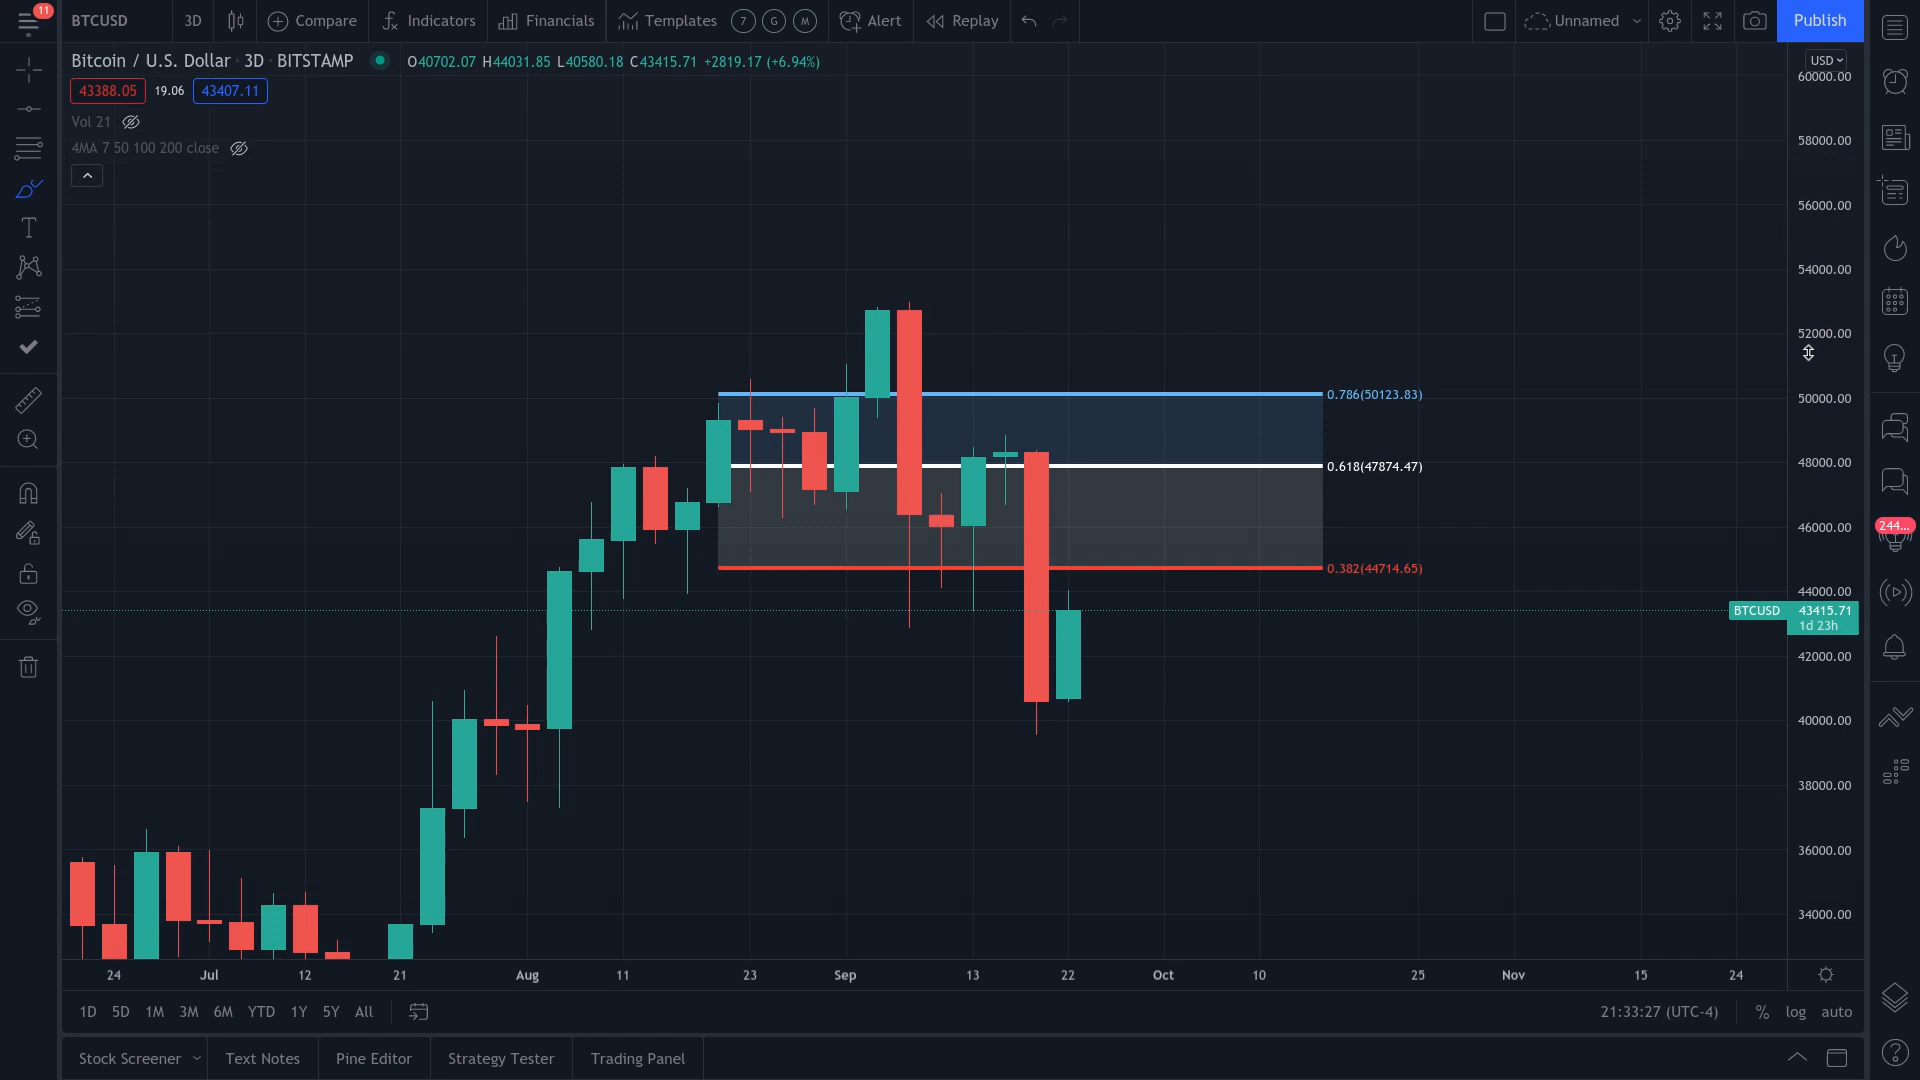 11
BTCUSD 3D Compare Indicators Financials Templates 7 G M Alert Replay Unnamed Publish
Bitcoin / U.S. Dollar · 3D · BITSTAMP O40702.07 H44031.85 L40580.18 C43415.71 +2819.17 (+6.94%)
USD
43388.05 19.06 43407.11
Vol 21
4MA 7 50 100 200 close
60000.00
58000.00
56000.00
54000.00
52000.00
50000.00
48000.00
46000.00
44000.00
42000.00
40000.00
38000.00
36000.00
34000.00
0.786(50123.83)
0.618(47874.47)
0.382(44714.65)
BTCUSD 43415.71
1d 23h
244...
24 Jul 12 21 Aug 11 23 Sep 13 22 Oct 10 25 Nov 15 24
1D 5D 1M 3M 6M YTD 1Y 5Y All 21:33:27 (UTC-4) % log auto
Stock Screener Text Notes Pine Editor Strategy Tester Trading Panel